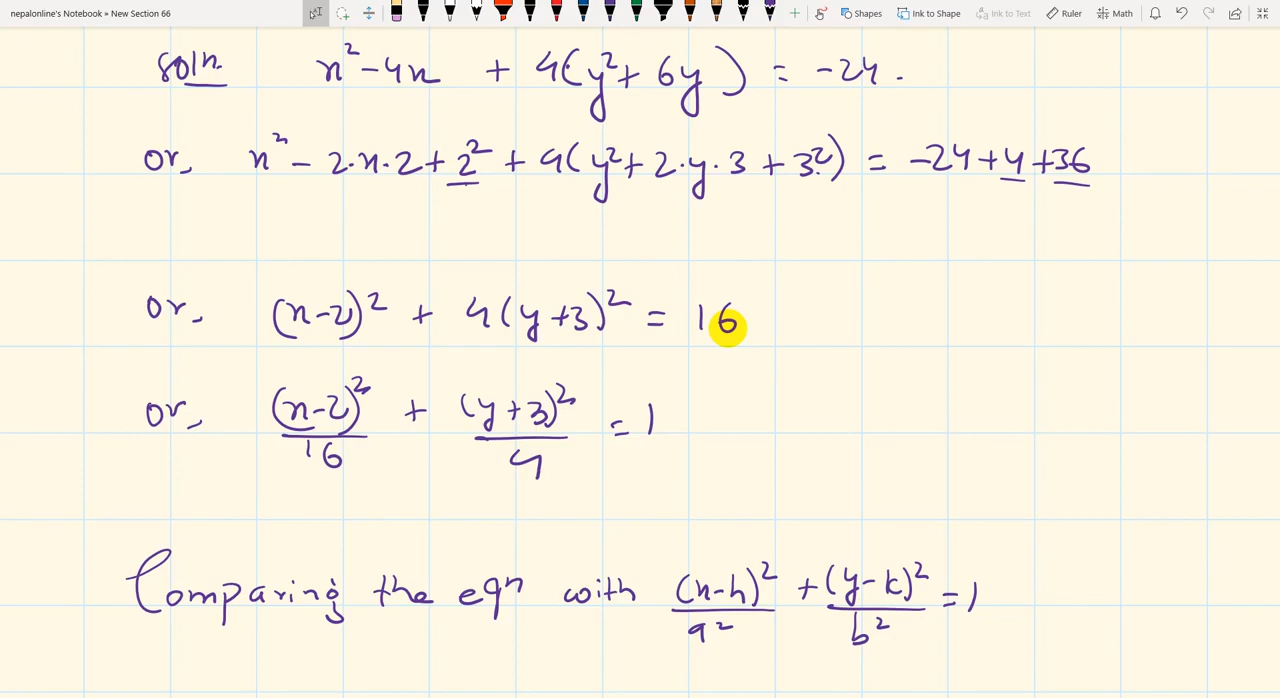 nepalonline's Notebook » New Section 66
Shapes Ink to Shape Ink to Text Ruler Math
soln x² - 4x + 4(y² + 6y ) = -24.
or, x² - 2·x·2 + 2² + 4(y² + 2·y·3 + 3²) = -24 + 4 + 36
or, (x-2)² + 4(y+3)² = 16
or, (x-2)²/16 + (y+3)²/4 = 1
Comparing the eqn with (x-h)²/a² + (y-k)²/b² = 1